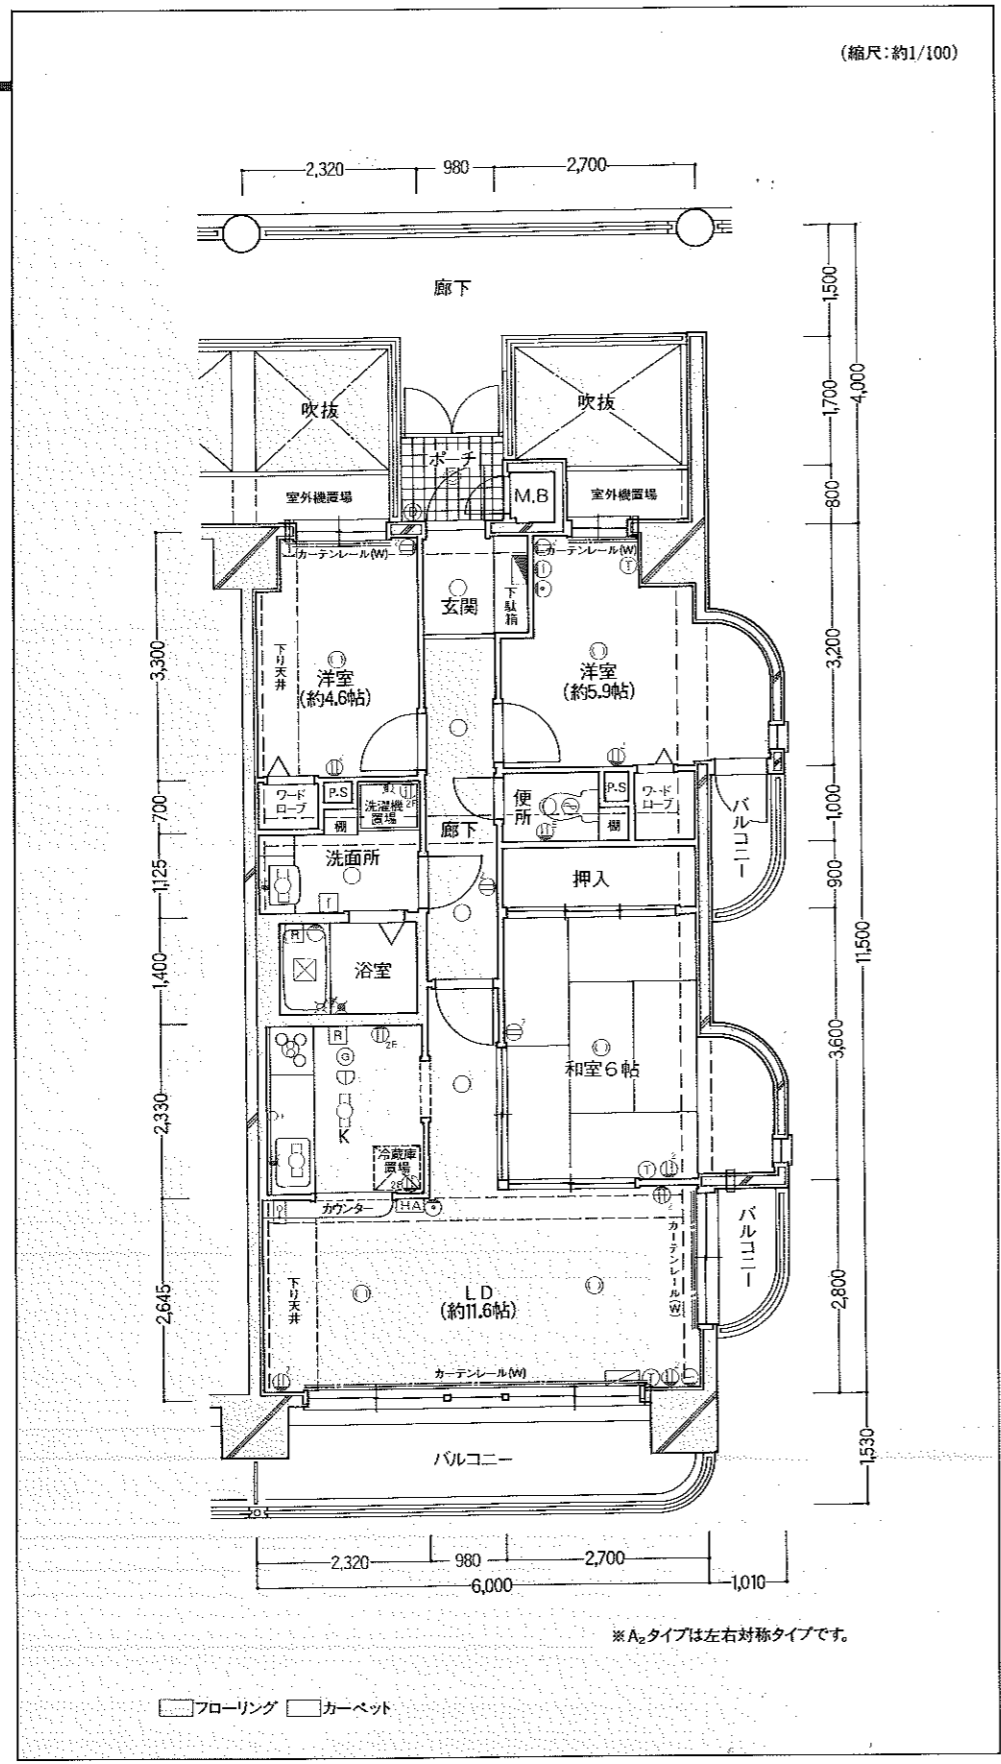 (縮尺:約1/100)
2,320
980
2,700
廊下
1,500
1,700
4,000
吹抜
吹抜
ポーチ
M.B
800
室外機置場
室外機置場
カーテンレール(W)
カーテンレール(W)
T
玄関
下駄箱
下り天井
3,300
3,200
洋室
(約4.6帖)
洋室
(約5.9帖)
ワードローブ
P・S
洗濯機置場
2F
棚
700
便所
P・S
棚
ワードローブ
バルコニー
1,000
廊下
洗面所
1,125
押入
900
11,500
1,400
浴室
R
R
2F
G
K
和室6帖
3,600
2,330
冷蔵庫置場
T
2
カウンター
HA
カーテンレール(W)
バルコニー
下り天井
LD
(約11.6帖)
2,645
2,800
カーテンレール(W)
T
バルコニー
1,530
2,320
980
2,700
6,000
1,010
※A₂タイプは左右対称タイプです。
フローリング
カーペット